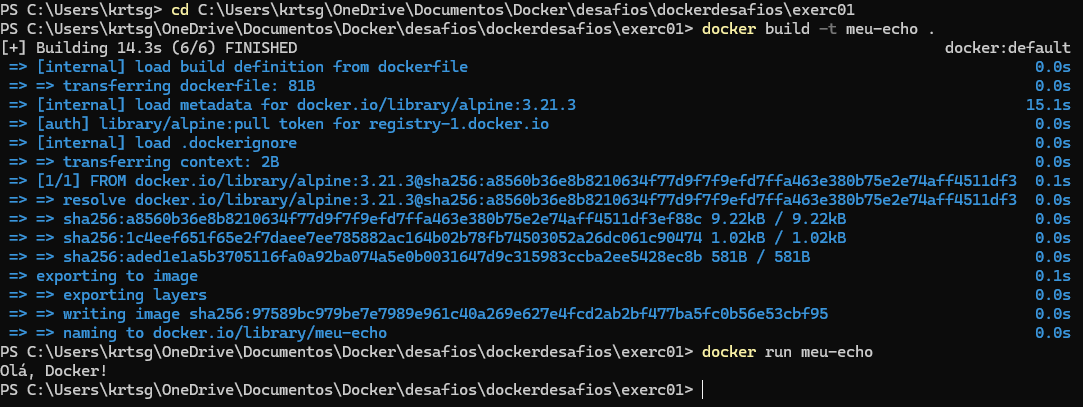 PS C:\Users\krtsg> cd C:\Users\krtsg\OneDrive\Documentos\Docker\desafios\dockerdesafios\exerc01
PS C:\Users\krtsg\OneDrive\Documentos\Docker\desafios\dockerdesafios\exerc01> docker build -t meu-echo .
[+] Building 14.3s (6/6) FINISHED docker:default
=> [internal] load build definition from dockerfile 0.0s
=> => transferring dockerfile: 81B 0.0s
=> [internal] load metadata for docker.io/library/alpine:3.21.3 15.1s
=> [auth] library/alpine:pull token for registry-1.docker.io 0.0s
=> [internal] load .dockerignore 0.0s
=> => transferring context: 2B 0.0s
=> [1/1] FROM docker.io/library/alpine:3.21.3@sha256:a8560b36e8b8210634f77d9f7f9efd7ffa463e380b75e2e74aff4511df3 0.1s
=> => resolve docker.io/library/alpine:3.21.3@sha256:a8560b36e8b8210634f77d9f7f9efd7ffa463e380b75e2e74aff4511df3 0.0s
=> => sha256:a8560b36e8b8210634f77d9f7f9efd7ffa463e380b75e2e74aff4511df3ef88c 9.22kB / 9.22kB 0.0s
=> => sha256:1c4eef651f65e2f7daee7ee785882ac164b02b78fb74503052a26dc061c90474 1.02kB / 1.02kB 0.0s
=> => sha256:aded1e1a5b3705116fa0a92ba074a5e0b0031647d9c315983ccba2ee5428ec8b 581B / 581B 0.0s
=> exporting to image 0.1s
=> => exporting layers 0.0s
=> => writing image sha256:97589bc979be7e7989e961c40a269e627e4fcd2ab2bf477ba5fc0b56e53cbf95 0.0s
=> => naming to docker.io/library/meu-echo 0.0s
PS C:\Users\krtsg\OneDrive\Documentos\Docker\desafios\dockerdesafios\exerc01> docker run meu-echo
Olá, Docker!
PS C:\Users\krtsg\OneDrive\Documentos\Docker\desafios\dockerdesafios\exerc01>